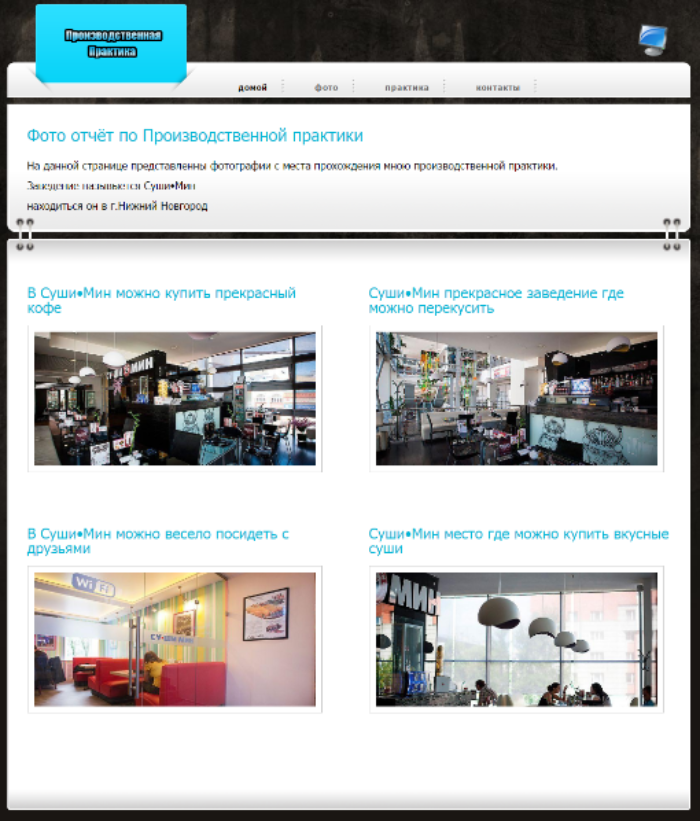 Производственная
Практика
домой
фото
практика
контакты
Фото отчёт по Производственной практики
На данной странице представленны фотографии с места прохождения мною производственной практики.
Заведение называется Суши•Мин
находиться он в г.Нижний Новгород
В Суши•Мин можно купить прекрасный
кофе
Суши•Мин прекрасное заведение где
можно перекусить
МИН
В Суши•Мин можно весело посидеть с
друзьями
Суши•Мин место где можно купить вкусные
суши
Wi Fi
МИН